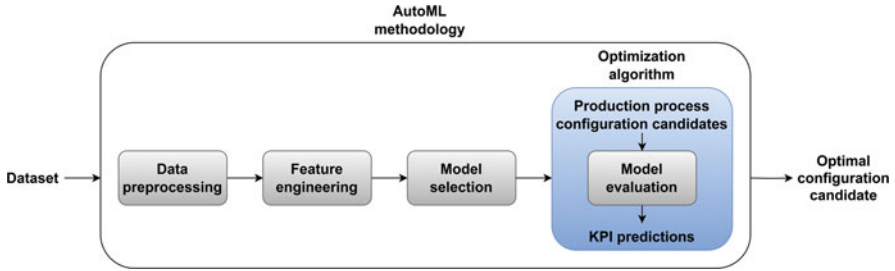 AutoML
methodology
Optimization
algorithm
Production process
configuration candidates
Dataset
Data
preprocessing
Feature
engineering
Model
selection
Model
evaluation
KPI predictions
Optimal
configuration
candidate